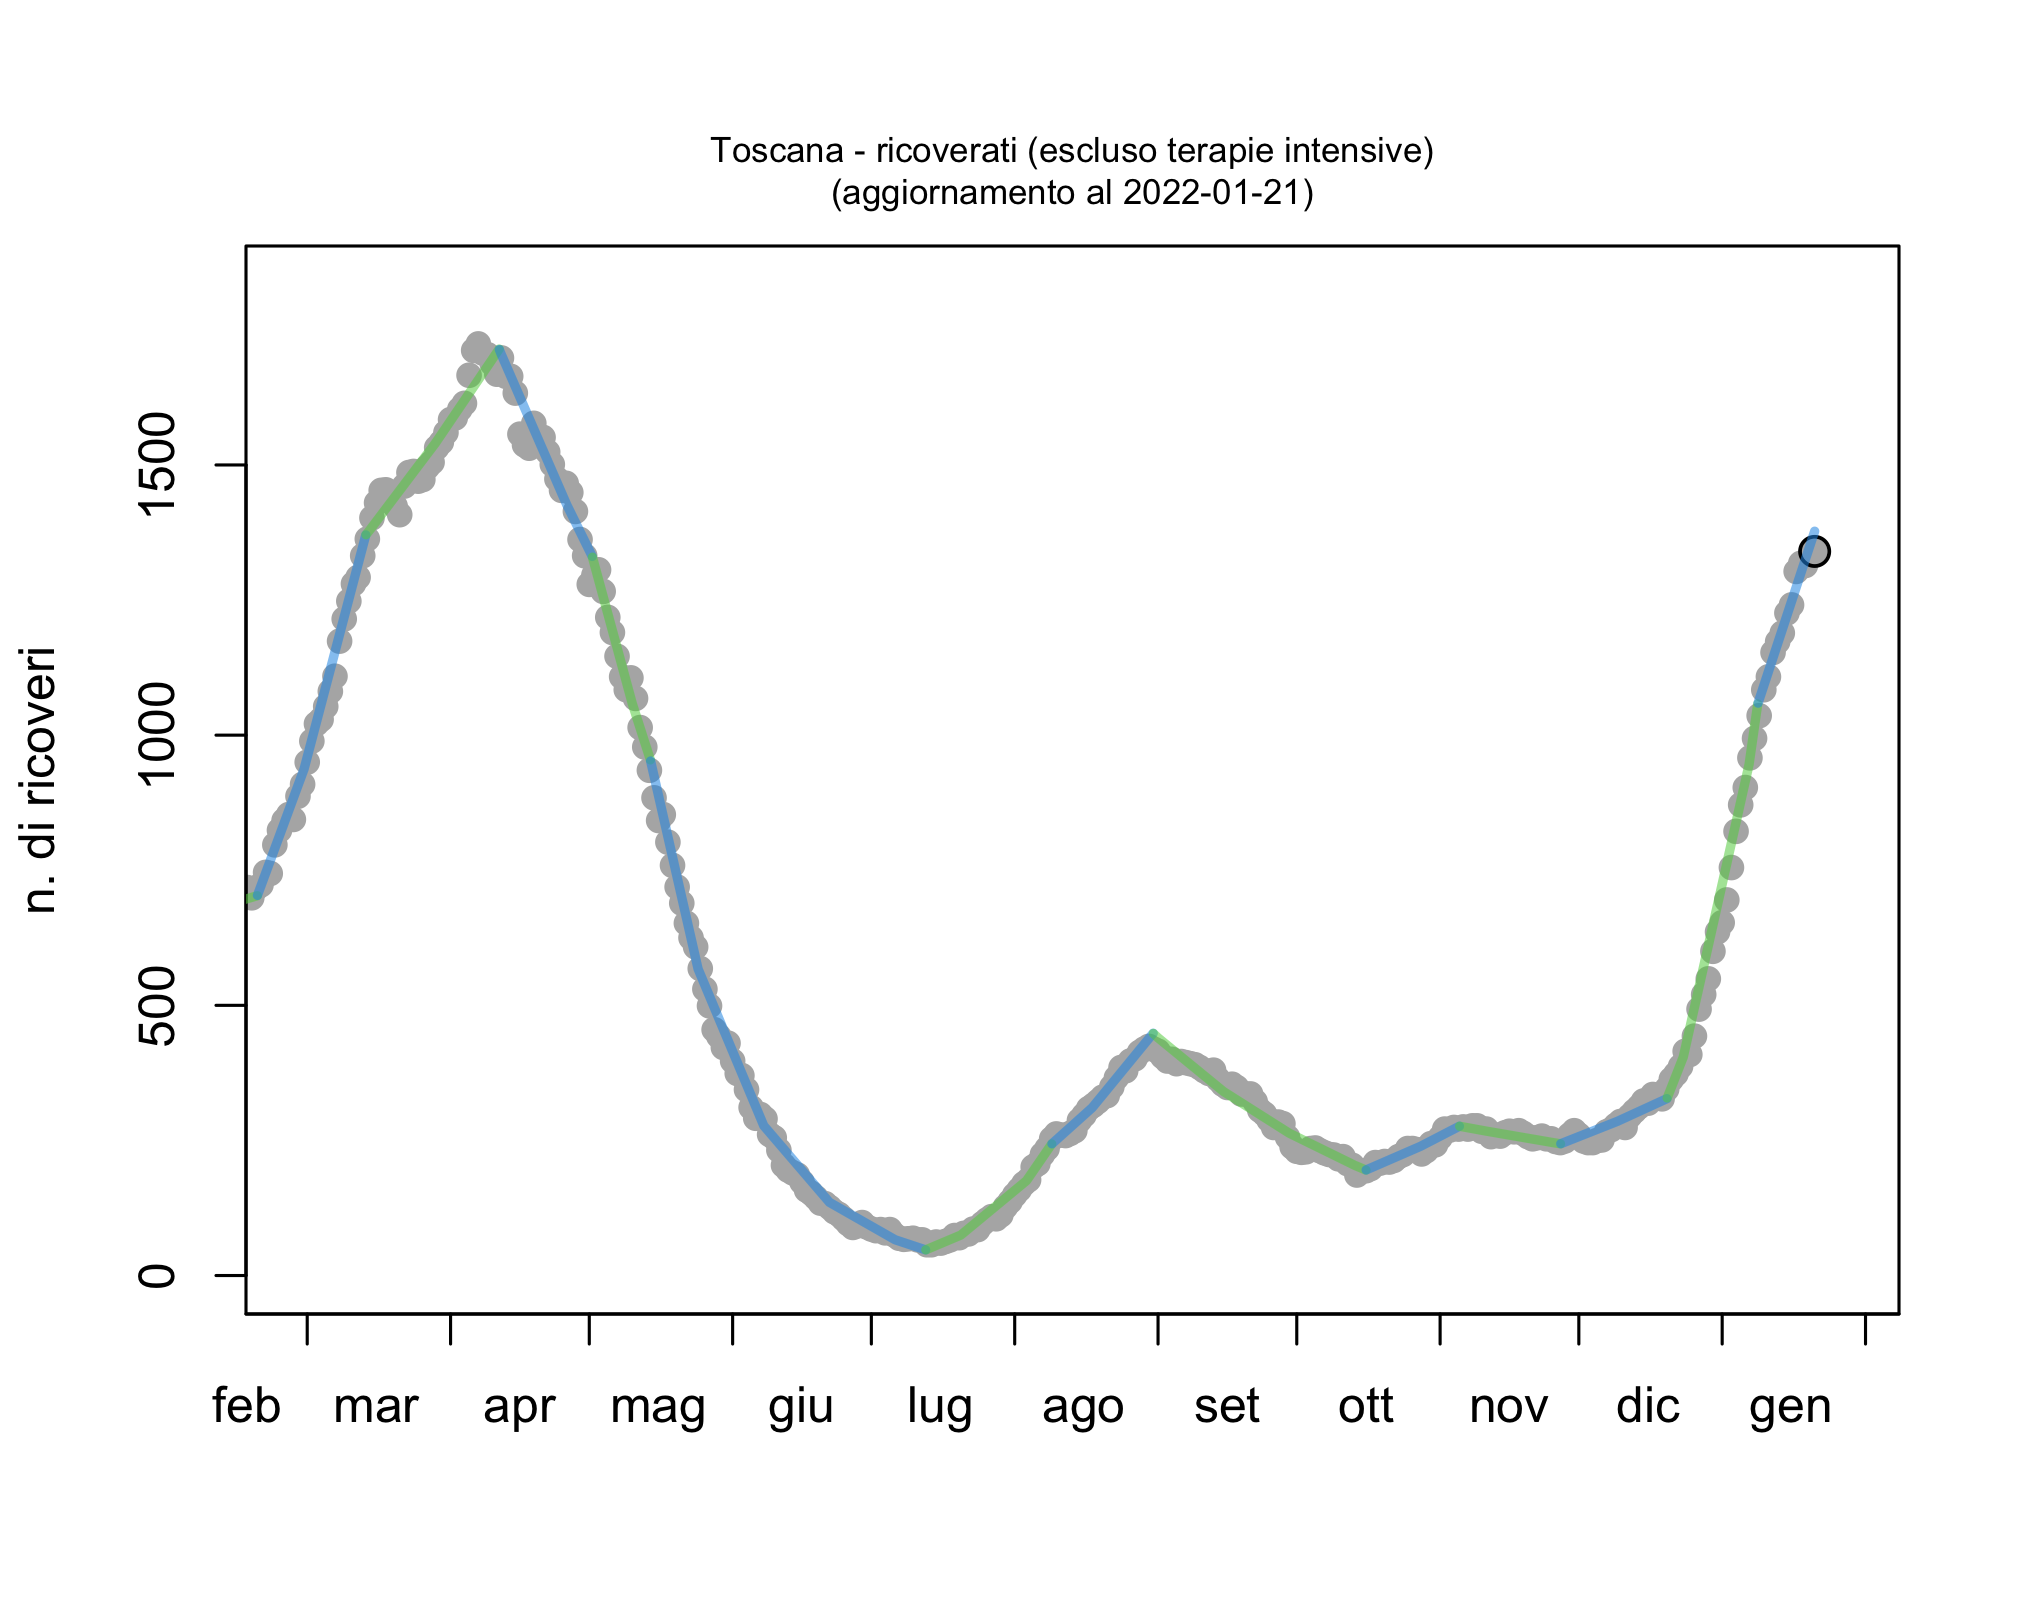 Toscana - ricoverati (escluso terapie intensive)
(aggiornamento al 2022-01-21)
n. di ricoveri
1500
1000
500
0
feb mar apr mag giu lug ago set ott nov dic gen